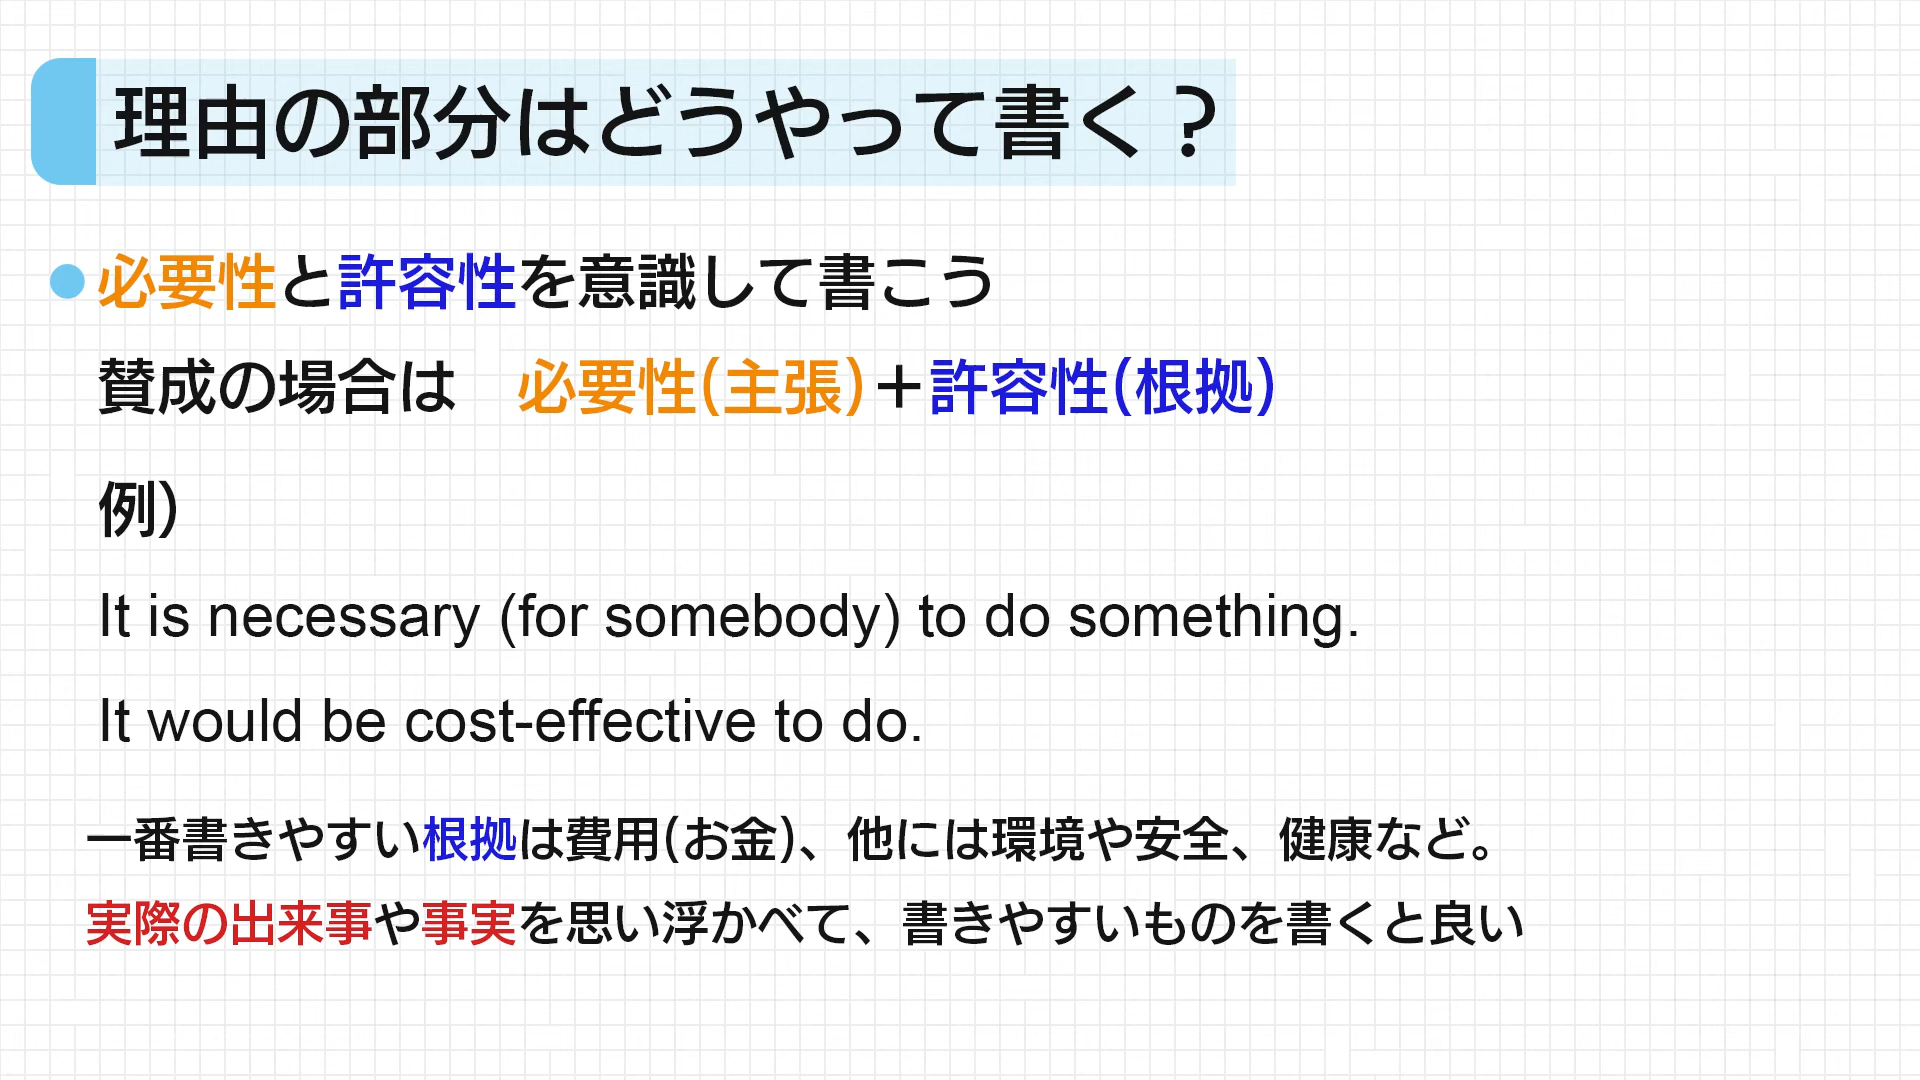 理由の部分はどうやって書く？
必要性と許容性を意識して書こう
賛成の場合は　必要性(主張)＋許容性(根拠)
例)
It is necessary (for somebody) to do something.
It would be cost-effective to do.
一番書きやすい根拠は費用(お金)、他には環境や安全、健康など。
実際の出来事や事実を思い浮かべて、書きやすいものを書くと良い